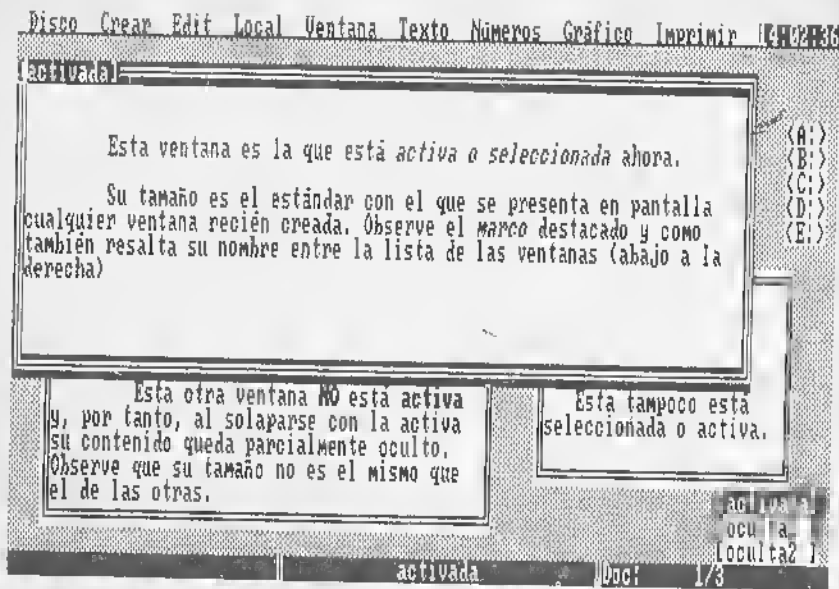 Disco Crear Edit Local Ventana Texto Números Gráfico Imprimir
[activada]
Esta ventana es la que está activa o seleccionada ahora.
Su tamaño es el estándar con el que se presenta en pantalla
cualquier ventana recién creada. Observe el marco destacado y como
también resalta su nombre entre la lista de las ventanas (abajo a la
derecha)
<A:>
<B:>
<C:>
<D:>
<E:>
Esta otra ventana NO está activa
y, por tanto, al solaparse con la activa
su contenido queda parcialmente oculto.
Observe que su tamaño no es el mismo que
el de las otras.
Esta tampoco está
seleccionada o activa.
[oculta2 ]
activada Doc: 1/3